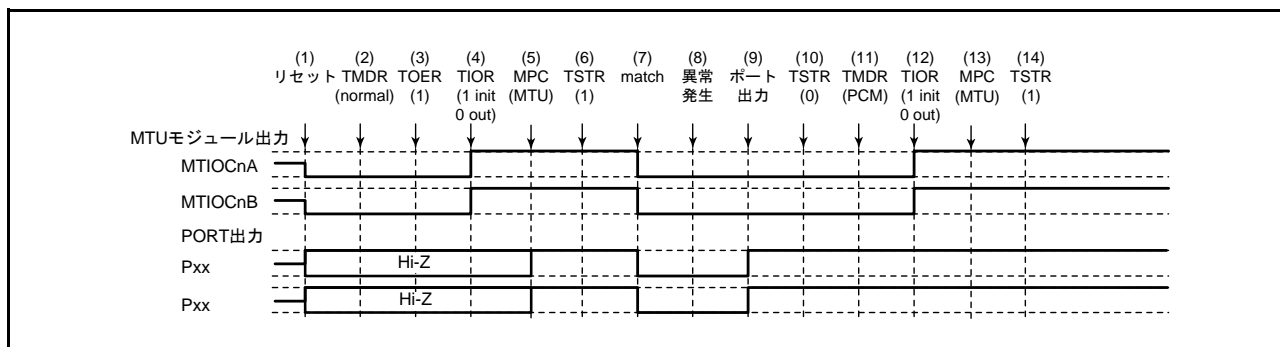 (1) (2) (3) (4) (5) (6) (7) (8) (9) (10) (11) (12) (13) (14)
リセット TMDR TOER TIOR MPC TSTR match 異常 ポート TSTR TMDR TIOR MPC TSTR
(normal) (1) (1 init (MTU) (1) 発生 出力 (0) (PCM) (1 init (MTU) (1)
0 out) 0 out)
MTUモジュール出力
MTIOCnA
MTIOCnB
PORT出力
Pxx Hi-Z
Pxx Hi-Z